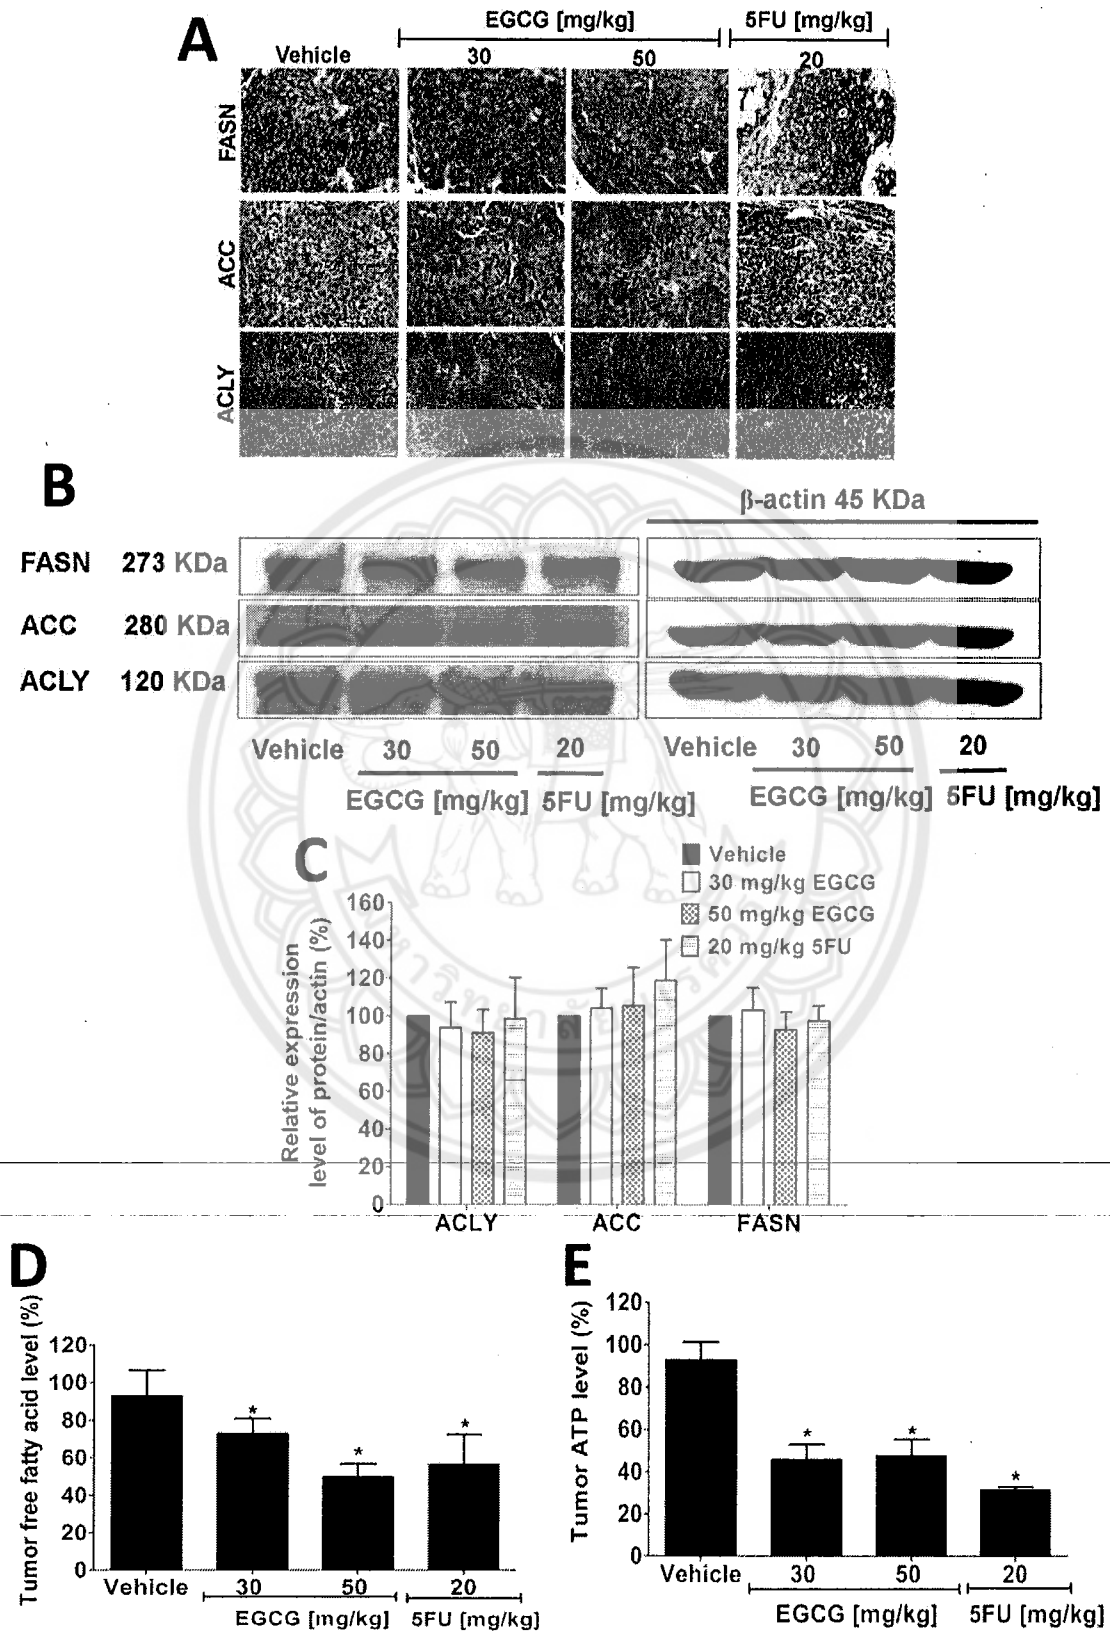 A
EGCG [mg/kg]
5FU [mg/kg]
Vehicle
30
50
20
FASN
ACC
ACLY
B
β-actin 45 KDa
FASN 273 KDa
ACC 280 KDa
ACLY 120 KDa
Vehicle 30 50 20
EGCG [mg/kg] 5FU [mg/kg]
Vehicle 30 50 20
EGCG [mg/kg] 5FU [mg/kg]
C
Vehicle
30 mg/kg EGCG
50 mg/kg EGCG
20 mg/kg 5FU
Relative expression
level of protein/actin (%)
160
140
120
100
80
60
40
20
0
ACLY ACC FASN
D
Tumor free fatty acid level (%)
120
100
80
60
40
20
0
* * *
Vehicle 30 50 20
EGCG [mg/kg] 5FU [mg/kg]
E
Tumor ATP level (%)
120
100
80
60
40
20
0
* * *
Vehicle 30 50 20
EGCG [mg/kg] 5FU [mg/kg]